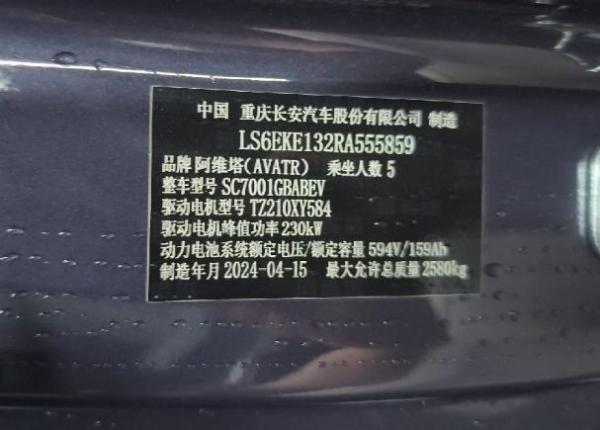 中国 重庆长安汽车股份有限公司 制造
LS6EKE132RA555859
品牌 阿维塔(AVATR) 乘坐人数 5
整车型号 SC7001GBABEV
驱动电机型号 TZ210XY584
驱动电机峰值功率 230kW
动力电池系统额定电压/额定容量 594V/159Ah
制造年月 2024-04-15 最大允许总质量 2580kg